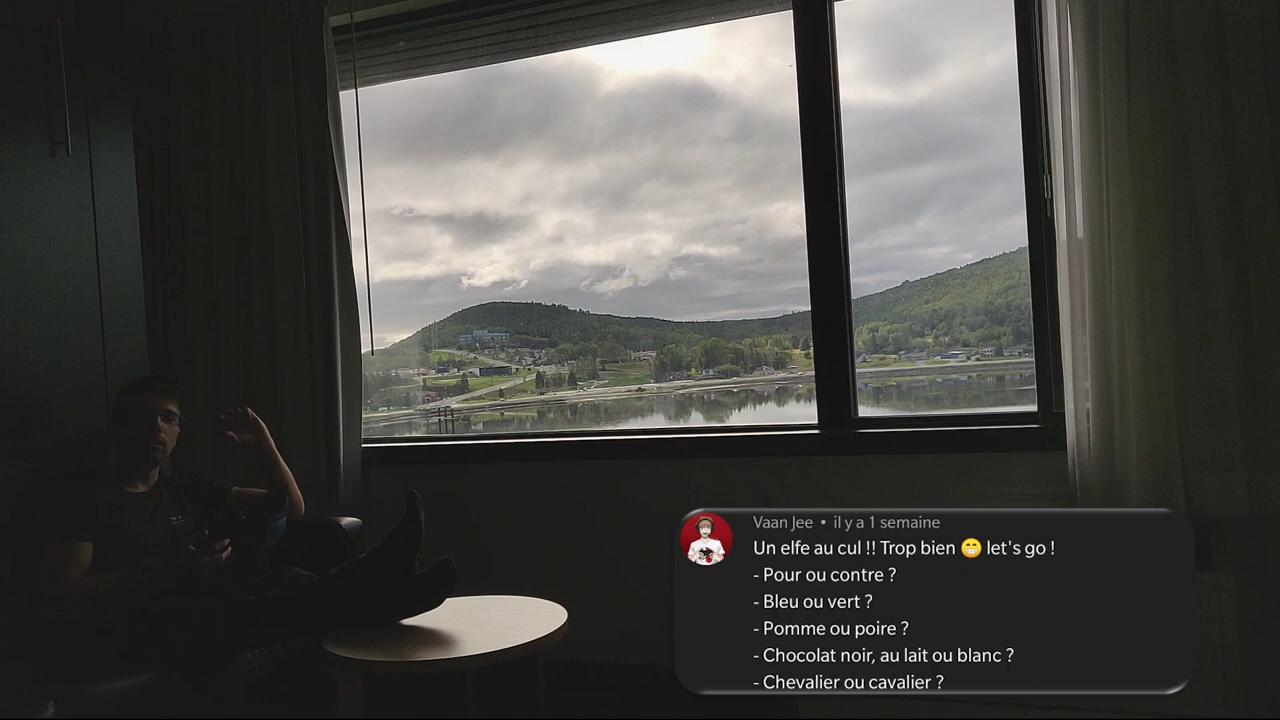 Vaan Jee • il y a 1 semaine
Un elfe au cul !! Trop bien 😁 let's go !
- Pour ou contre ?
- Bleu ou vert ?
- Pomme ou poire ?
- Chocolat noir, au lait ou blanc ?
- Chevalier ou cavalier ?